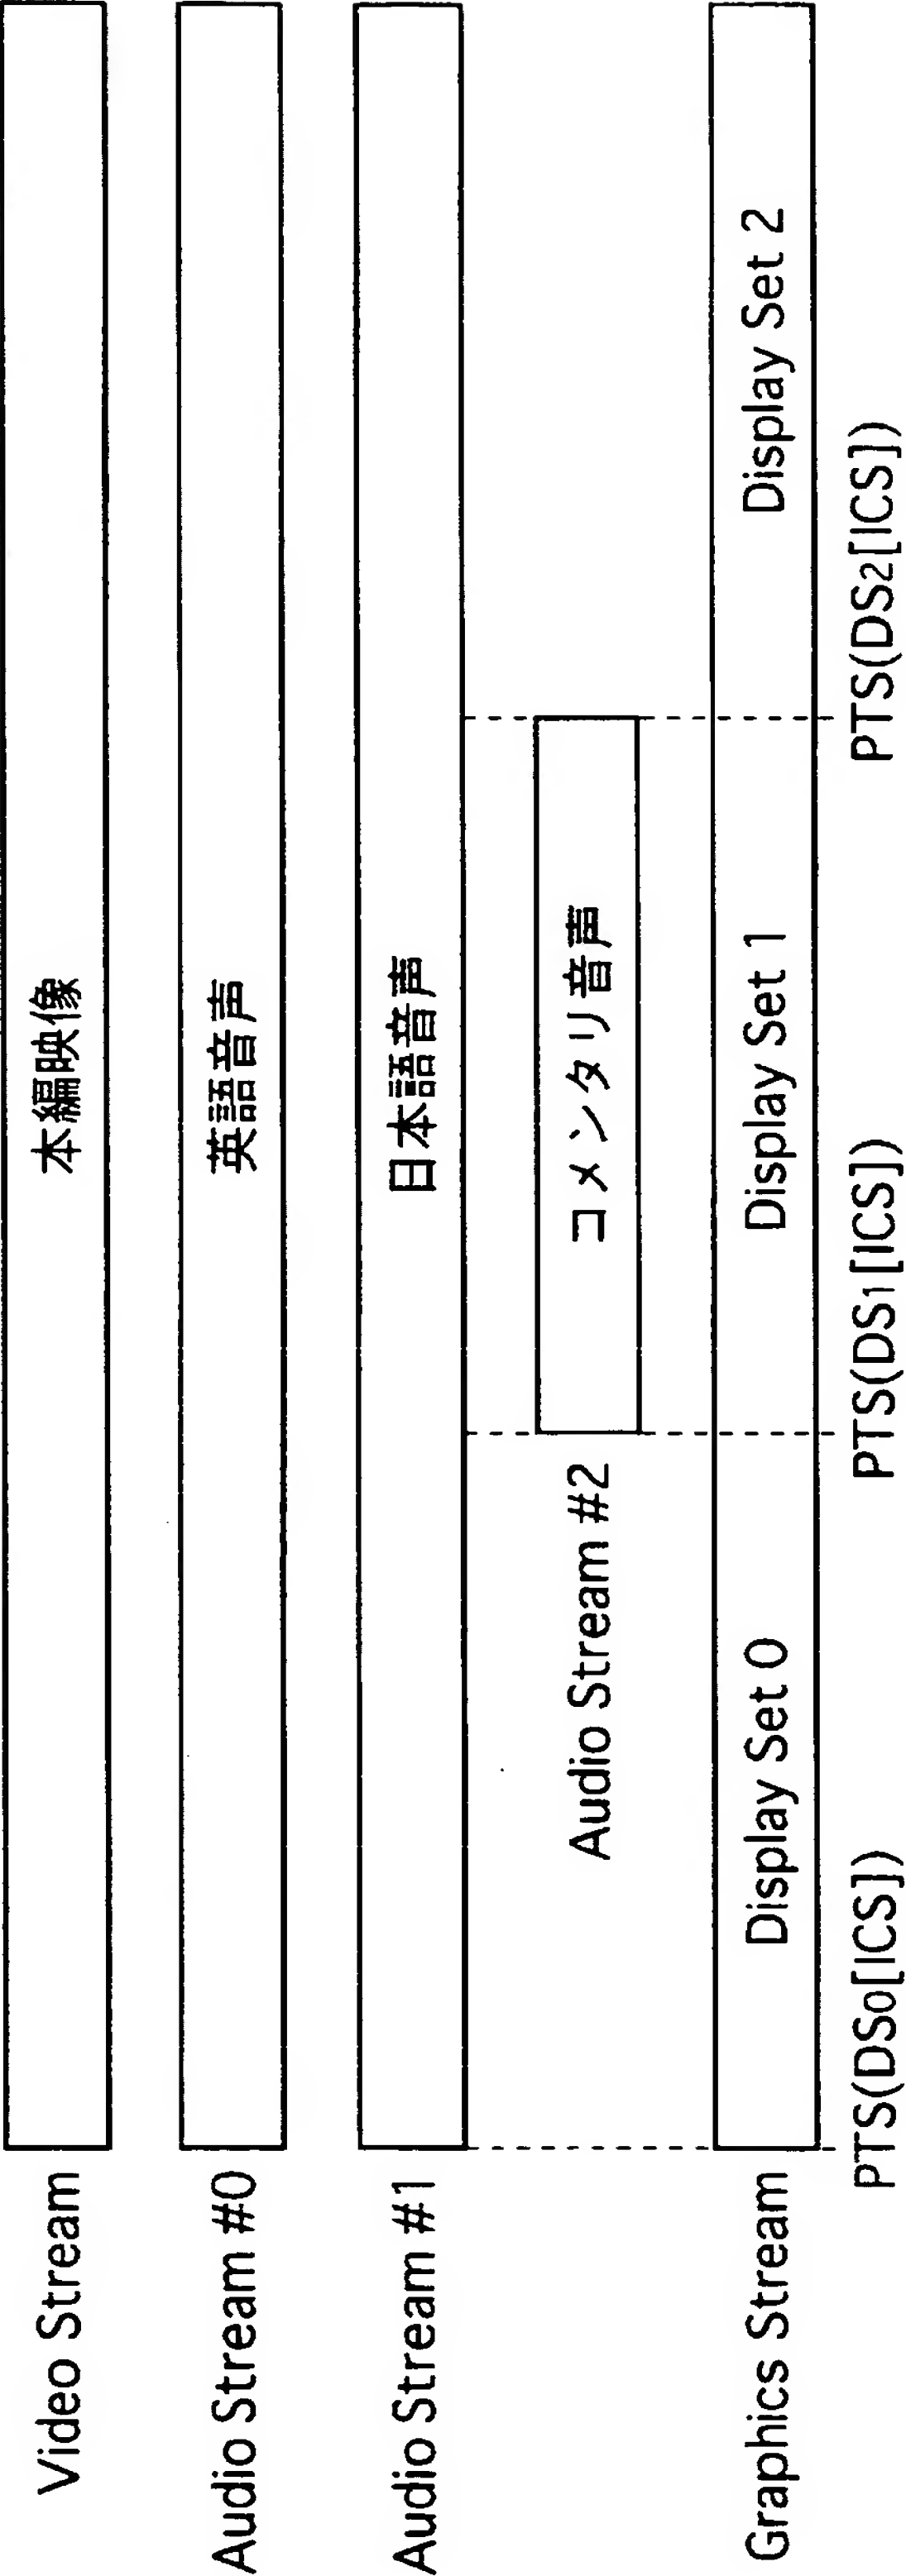 Video Stream
本編映像
Audio Stream #0
英語音声
Audio Stream #1
日本語音声
Audio Stream #2
コメンタリ音声
Graphics Stream
Display Set 0
Display Set 1
Display Set 2
PTS(DS0[ICS])
PTS(DS1[ICS])
PTS(DS2[ICS])